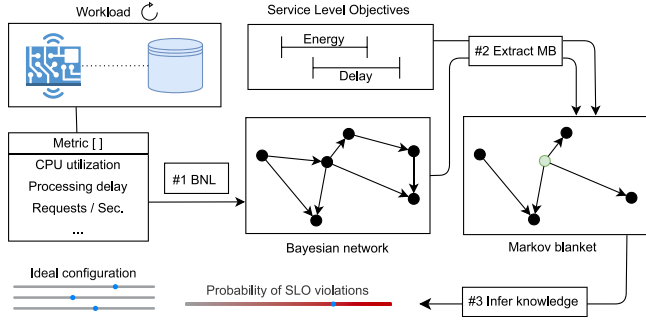 Workload
Service Level Objectives
Energy
Delay
#2 Extract MB
Metric [ ]
CPU utilization
Processing delay
Requests / Sec.
...
#1 BNL
Bayesian network
Markov blanket
Ideal configuration
Probability of SLO violations
#3 Infer knowledge